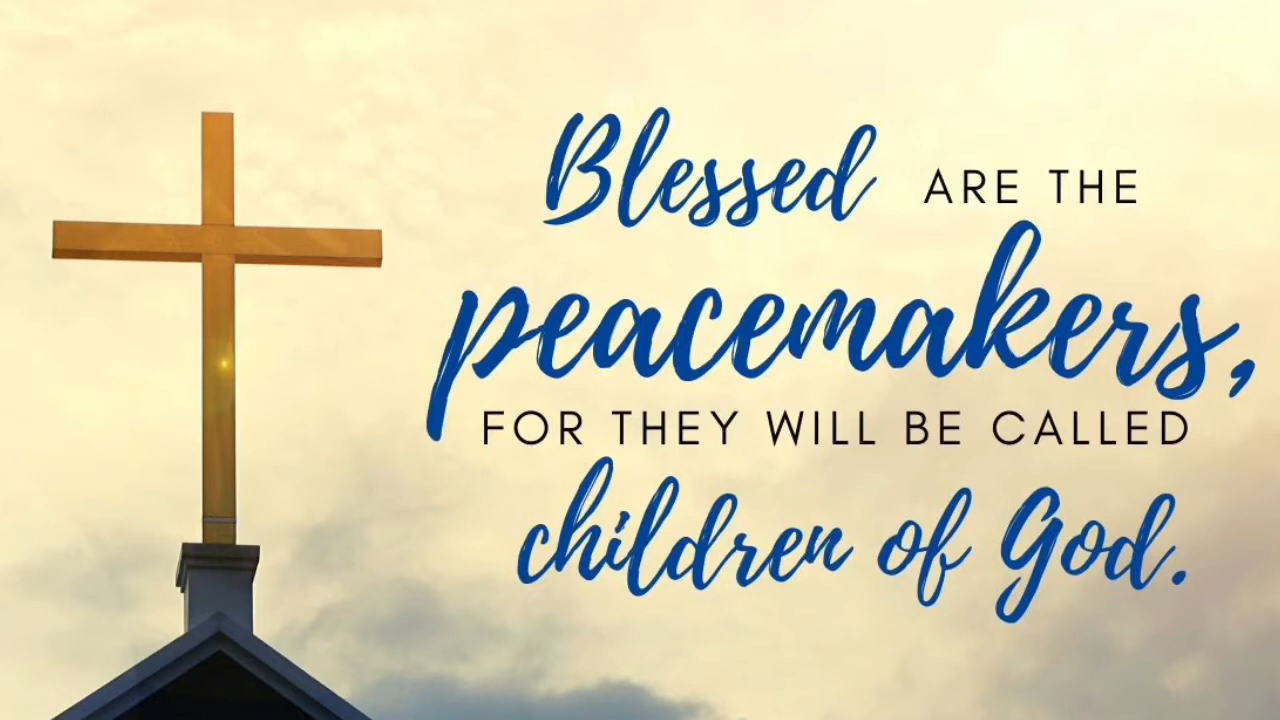 Blessed ARE THE
peacemakers,
FOR THEY WILL BE CALLED
children of God.